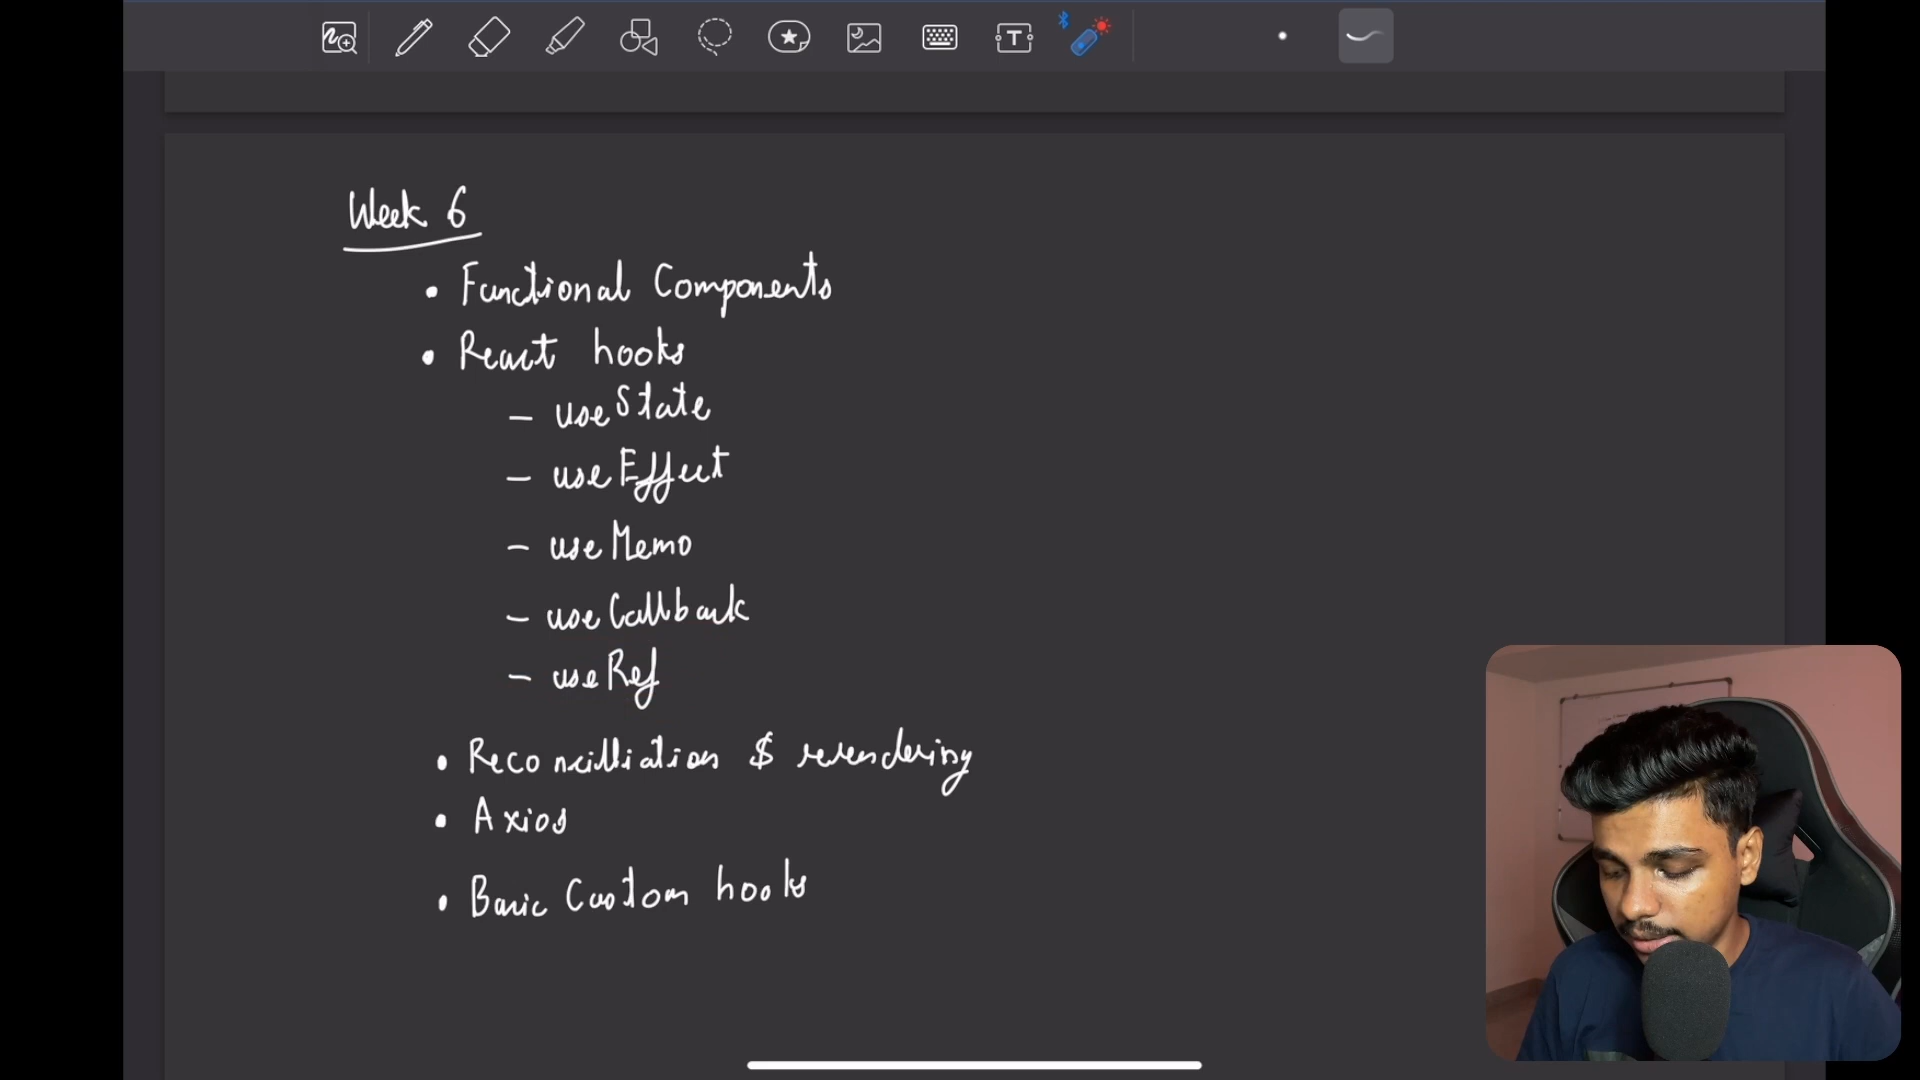 Week 6
• Functional Components
• React hooks
– useState
– useEffect
– useMemo
– useCallback
– useRef
• Reconcilliation & rerendering
• Axios
• Basic Custom hooks